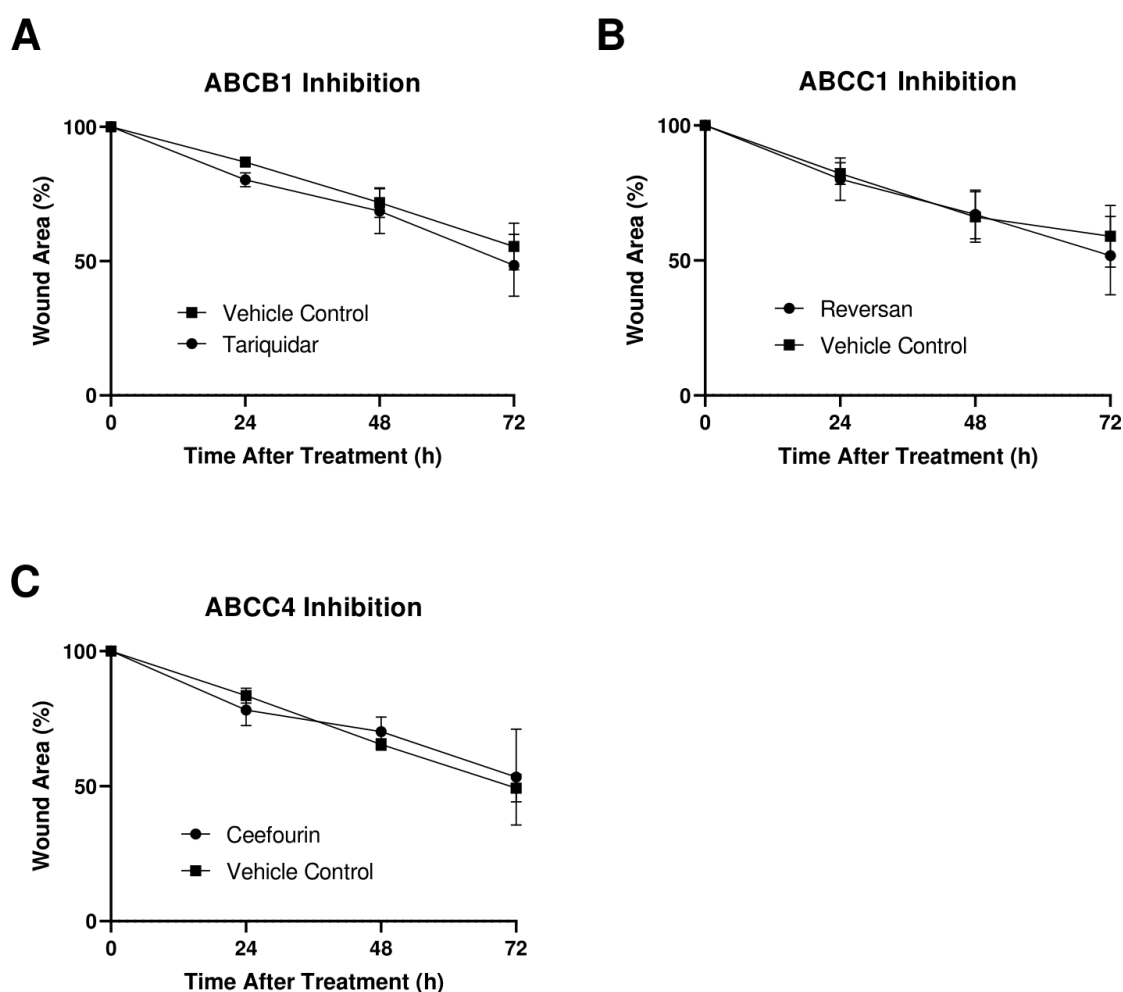 A
ABCB1 Inhibition
Wound Area (%)
100
50
0
Vehicle Control
Tariquidar
0 24 48 72
Time After Treatment (h)
B
ABCC1 Inhibition
Wound Area (%)
100
50
0
Reversan
Vehicle Control
0 24 48 72
Time After Treatment (h)
C
ABCC4 Inhibition
Wound Area (%)
100
50
0
Ceefourin
Vehicle Control
0 24 48 72
Time After Treatment (h)